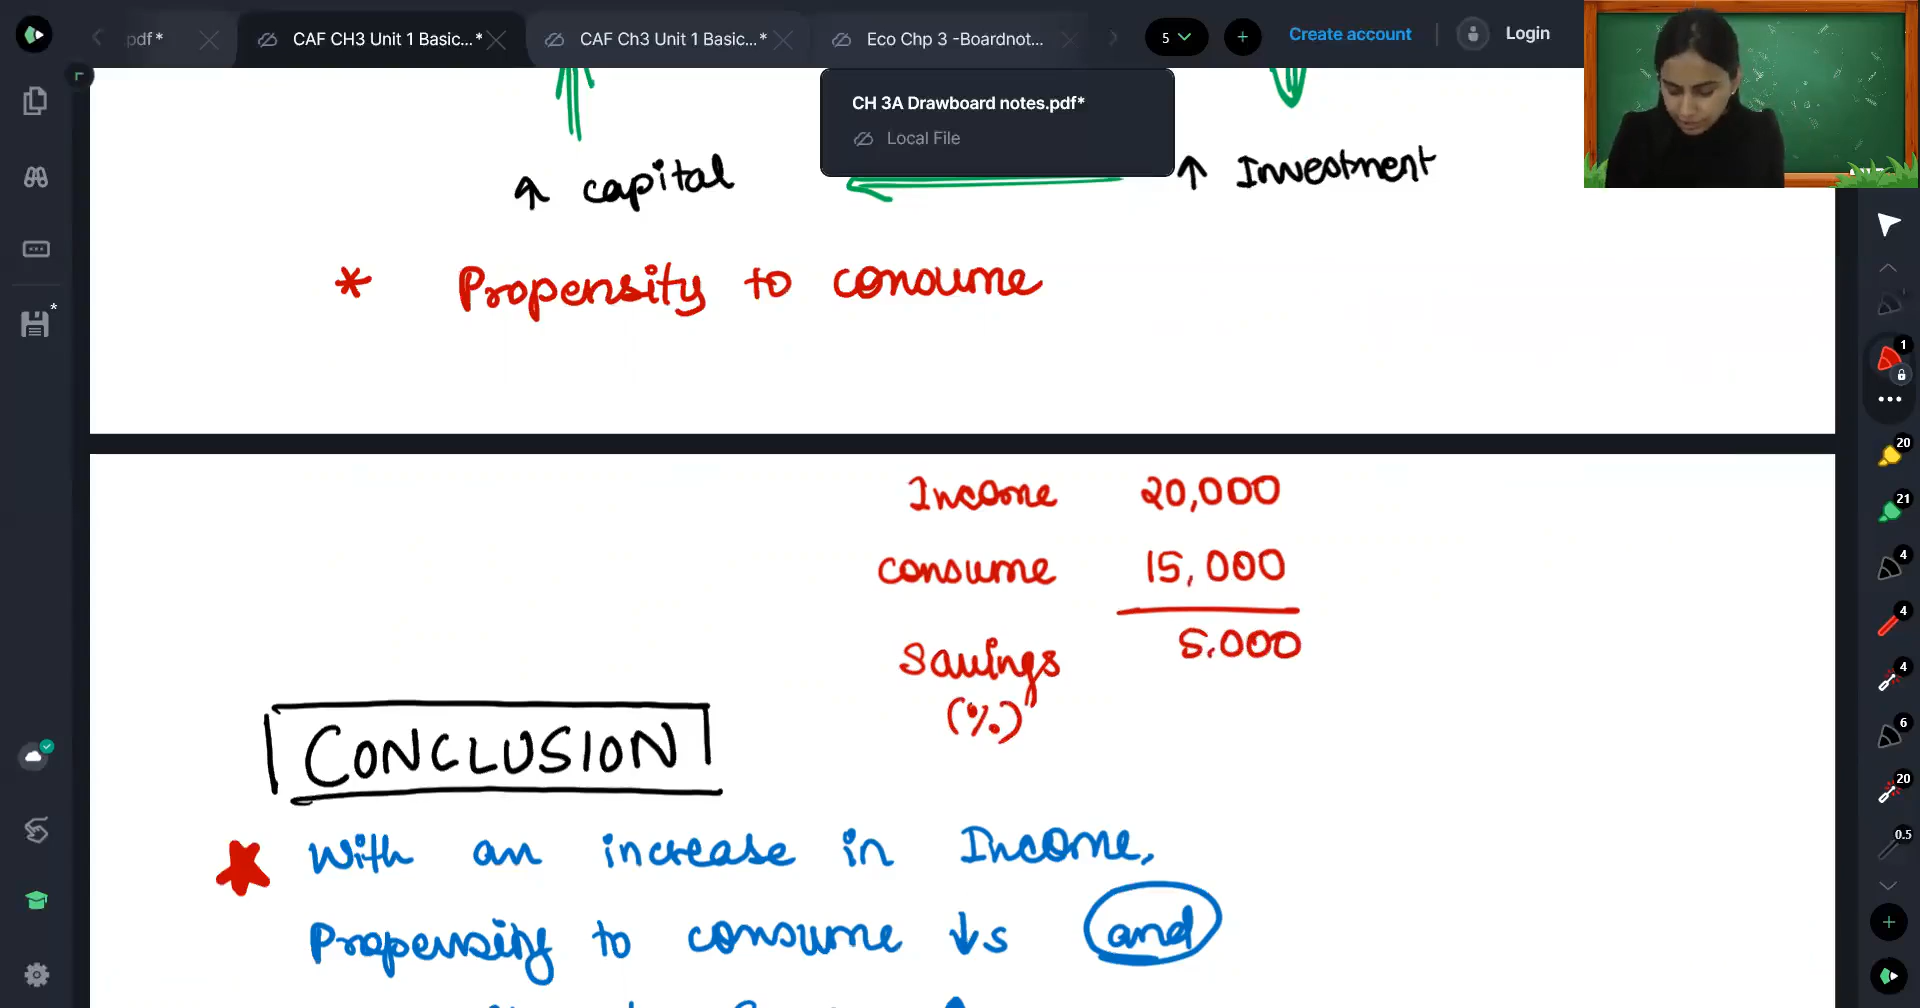 .pdf *
CAF CH3 Unit 1 Basic...*
CAF Ch3 Unit 1 Basic...*
Eco Chp 3 -Boardnot...
5
Create account
Login
CH 3A Drawboard notes.pdf*
Local File
↑ capital
↑ Investment
* Propensity to consume
Income 20,000
consume 15,000
Savings 5,000
(%)
CONCLUSION
With an increase in Income,
Propensity to consume ↓s and
1
20
21
4
4
4
6
20
0.5